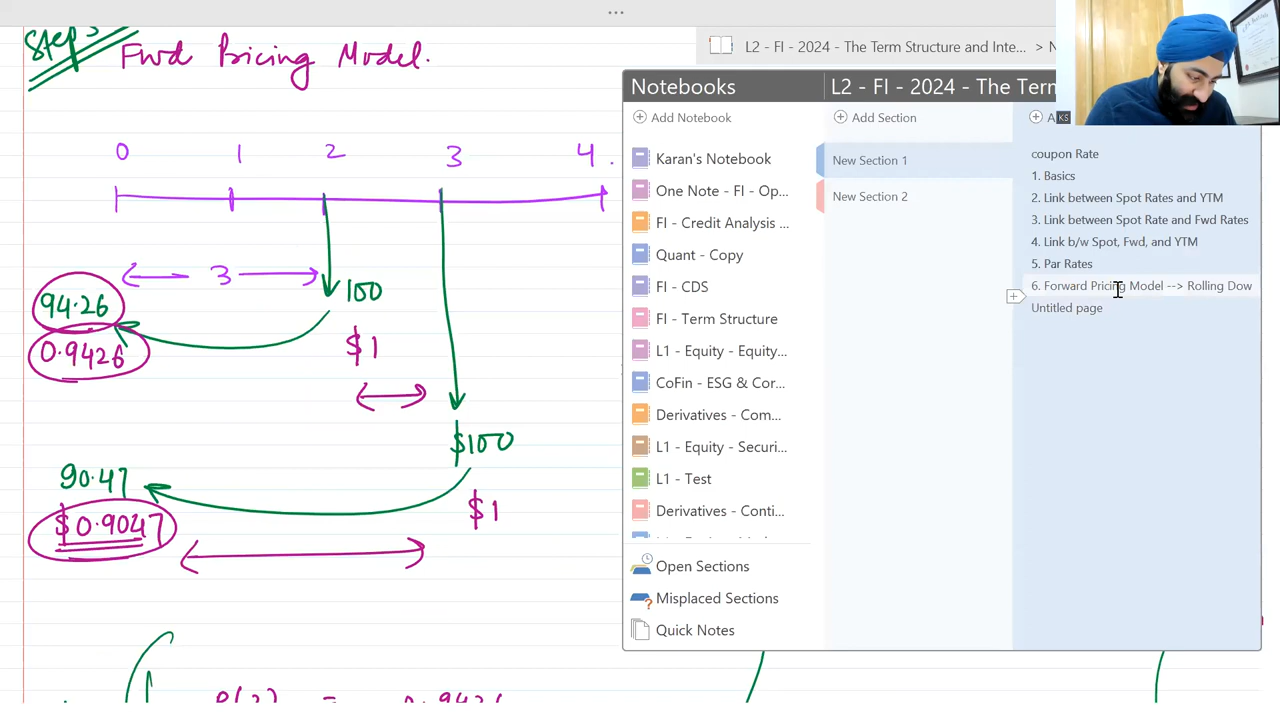 Step 3
Fwd Pricing Model.
0 1 2 3 4.
3
94.26
0.9426
100
$1
$100
90.47
$0.9047
$1
P(2) = 0.9426
L2 - FI - 2024 - The Term Structure and Inte... >
Notebooks
L2 - FI - 2024 - The Term
Add Notebook
Add Section
KS
Karan's Notebook
One Note - FI - Op...
FI - Credit Analysis ...
Quant - Copy
FI - CDS
FI - Term Structure
L1 - Equity - Equity...
CoFin - ESG & Cor...
Derivatives - Com...
L1 - Equity - Securi...
L1 - Test
Derivatives - Conti...
Open Sections
Misplaced Sections
Quick Notes
New Section 1
New Section 2
coupon Rate
1. Basics
2. Link between Spot Rates and YTM
3. Link between Spot Rate and Fwd Rates
4. Link b/w Spot, Fwd, and YTM
5. Par Rates
6. Forward Pricing Model --> Rolling Dow
Untitled page